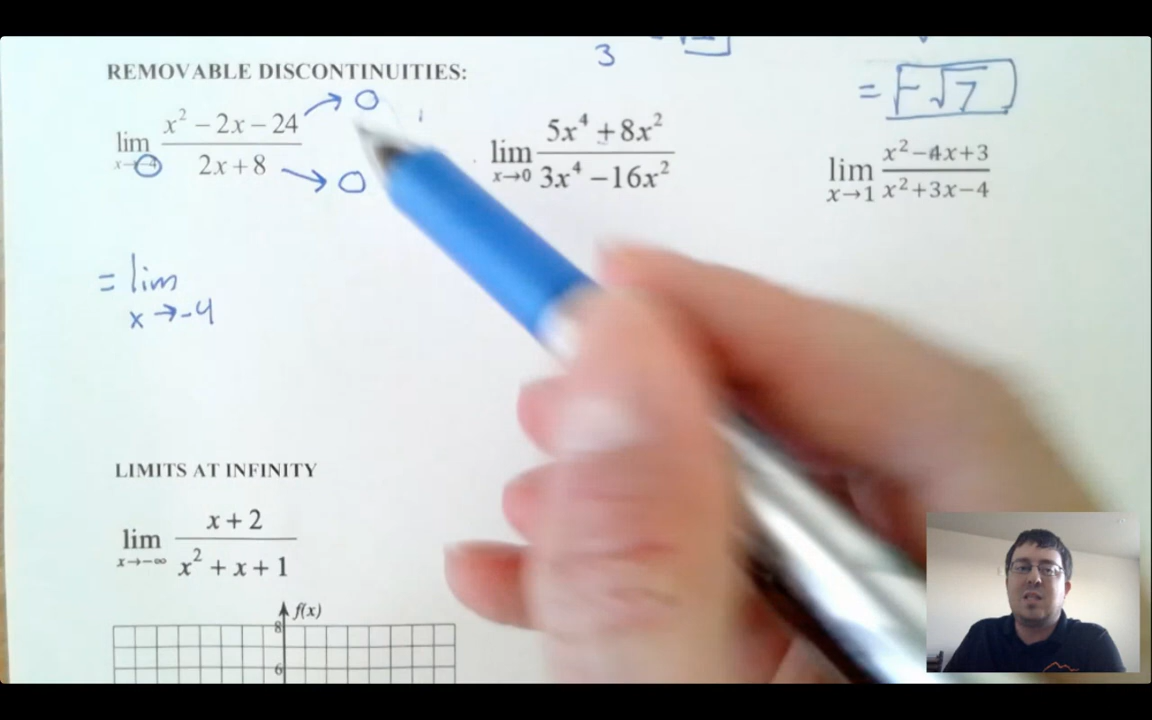 3
= -√7
REMOVABLE DISCONTINUITIES:
lim x→-4 (x² – 2x – 24)/(2x + 8) → 0 → 0
lim x→0 (5x⁴ + 8x²)/(3x⁴ – 16x²)
lim x→1 (x² – 4x + 3)/(x² + 3x – 4)
= lim x → -4
LIMITS AT INFINITY
lim x→-∞ (x + 2)/(x² + x + 1)
f(x)
8
6